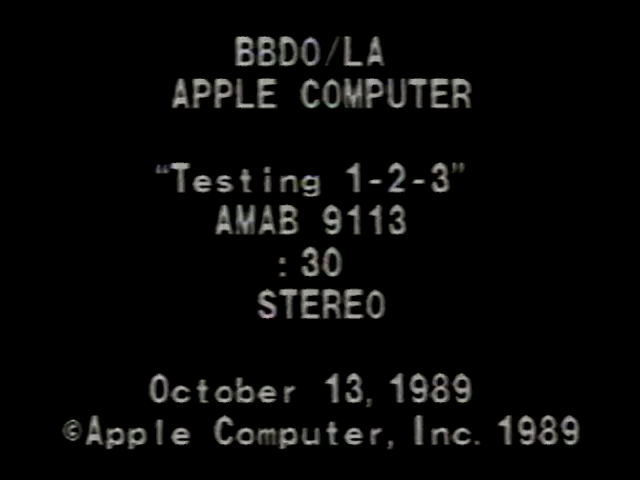 BBDO/LA
APPLE COMPUTER
“Testing 1-2-3”
AMAB 9113
:30
STEREO
October 13, 1989
©Apple Computer, Inc. 1989